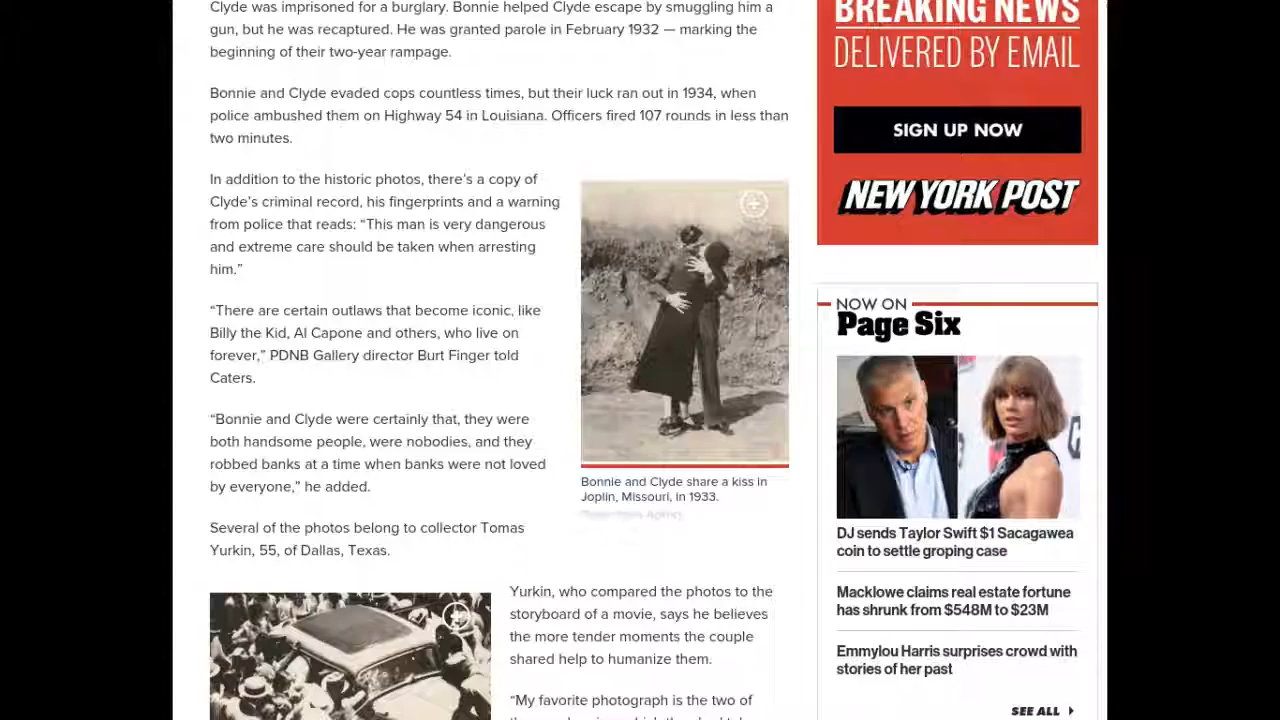 Clyde was imprisoned for a burglary. Bonnie helped Clyde escape by smuggling him a
gun, but he was recaptured. He was granted parole in February 1932 — marking the
beginning of their two-year rampage.
Bonnie and Clyde evaded cops countless times, but their luck ran out in 1934, when
police ambushed them on Highway 54 in Louisiana. Officers fired 107 rounds in less than
two minutes.
In addition to the historic photos, there’s a copy of
Clyde’s criminal record, his fingerprints and a warning
from police that reads: “This man is very dangerous
and extreme care should be taken when arresting
him.”
“There are certain outlaws that become iconic, like
Billy the Kid, Al Capone and others, who live on
forever,” PDNB Gallery director Burt Finger told
Caters.
“Bonnie and Clyde were certainly that, they were
both handsome people, were nobodies, and they
robbed banks at a time when banks were not loved
by everyone,” he added.
Bonnie and Clyde share a kiss in
Joplin, Missouri, in 1933.
Several of the photos belong to collector Tomas
Yurkin, 55, of Dallas, Texas.
Yurkin, who compared the photos to the
storyboard of a movie, says he believes
the more tender moments the couple
shared help to humanize them.
“My favorite photograph is the two of
BREAKING NEWS
DELIVERED BY EMAIL
SIGN UP NOW
NEW YORK POST
NOW ON
Page Six
DJ sends Taylor Swift $1 Sacagawea
coin to settle groping case
Macklowe claims real estate fortune
has shrunk from $548M to $23M
Emmylou Harris surprises crowd with
stories of her past
SEE ALL